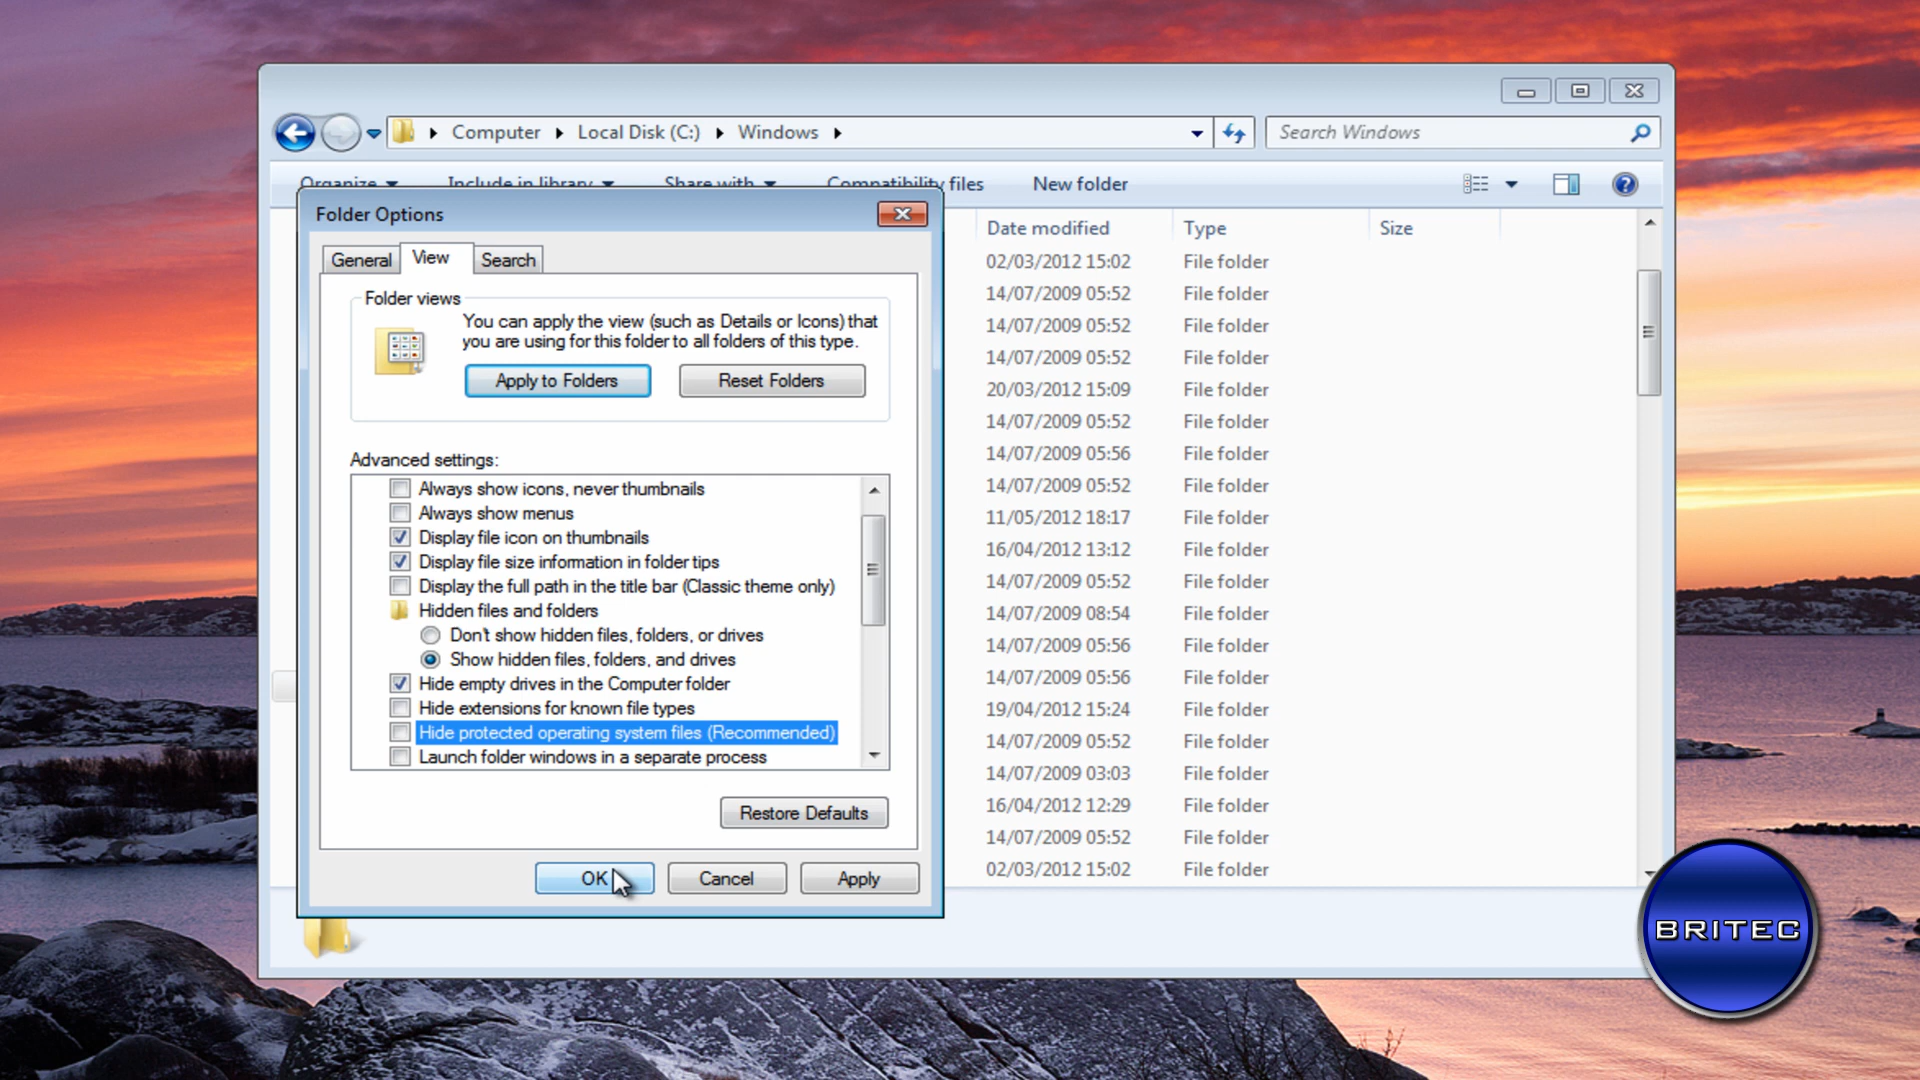 Computer
Local Disk (C:)
Windows
Search Windows
Organize
Include in library
Share with
Compatibility files
New folder
Folder Options
General
View
Search
Folder views
You can apply the view (such as Details or Icons) that
you are using for this folder to all folders of this type.
Apply to Folders
Reset Folders
Advanced settings:
Always show icons, never thumbnails
Always show menus
Display file icon on thumbnails
Display file size information in folder tips
Display the full path in the title bar (Classic theme only)
Hidden files and folders
Don't show hidden files, folders, or drives
Show hidden files, folders, and drives
Hide empty drives in the Computer folder
Hide extensions for known file types
Hide protected operating system files (Recommended)
Launch folder windows in a separate process
Restore Defaults
OK
Cancel
Apply
Date modified Type Size
02/03/2012 15:02 File folder
14/07/2009 05:52 File folder
14/07/2009 05:52 File folder
14/07/2009 05:52 File folder
20/03/2012 15:09 File folder
14/07/2009 05:52 File folder
14/07/2009 05:56 File folder
14/07/2009 05:52 File folder
11/05/2012 18:17 File folder
16/04/2012 13:12 File folder
14/07/2009 05:52 File folder
14/07/2009 08:54 File folder
14/07/2009 05:56 File folder
14/07/2009 05:56 File folder
19/04/2012 15:24 File folder
14/07/2009 05:52 File folder
14/07/2009 03:03 File folder
16/04/2012 12:29 File folder
14/07/2009 05:52 File folder
02/03/2012 15:02 File folder
BRITEC